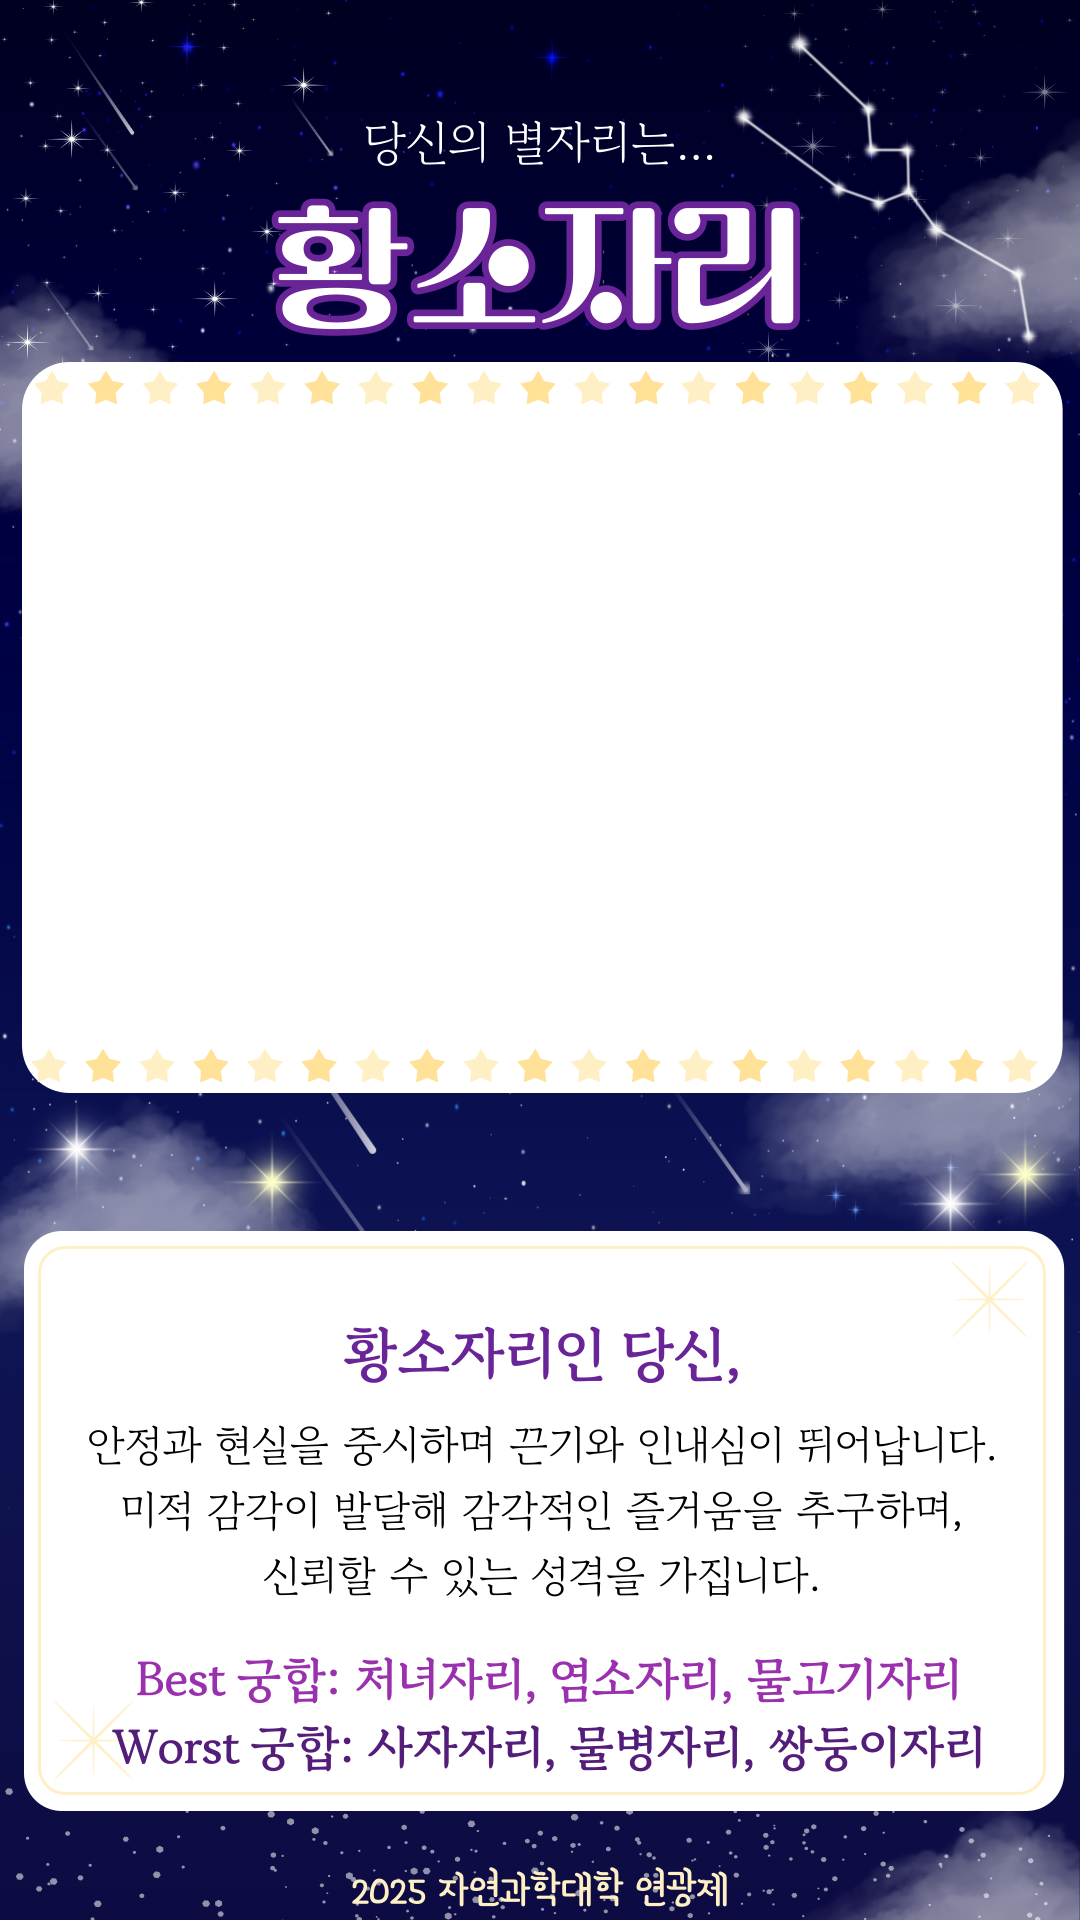 당신의 별자리는...
황소자리
황소자리인 당신,
안정과 현실을 중시하며 끈기와 인내심이 뛰어납니다.
미적 감각이 발달해 감각적인 즐거움을 추구하며,
신뢰할 수 있는 성격을 가집니다.
Best 궁합: 처녀자리, 염소자리, 물고기자리
Worst 궁합: 사자자리, 물병자리, 쌍둥이자리
2025 자연과학대학 연광제